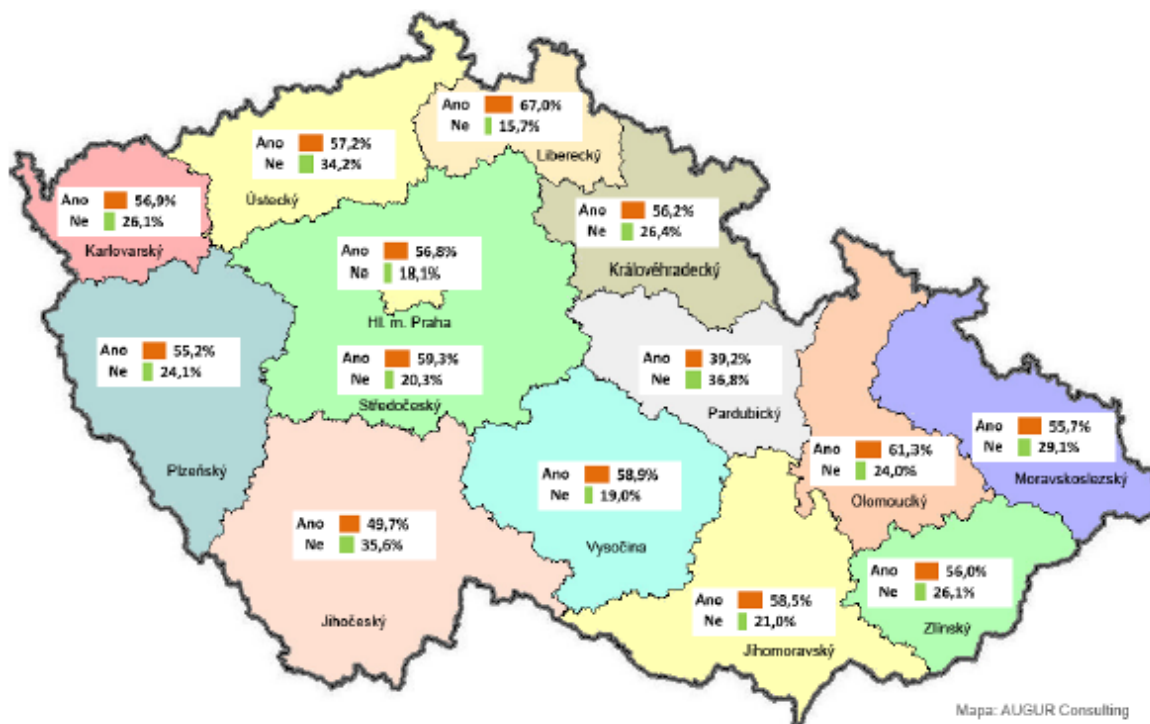 Ano 67,0%
Ne 15,7%
Liberecký
Ano 57,2%
Ne 34,2%
Ústecký
Ano 56,9%
Ne 26,1%
Karlovarský
Ano 56,2%
Ne 26,4%
Královéhradecký
Ano 56,8%
Ne 18,1%
Hl. m. Praha
Ano 59,3%
Ne 20,3%
Středočeský
Ano 55,2%
Ne 24,1%
Plzeňský
Ano 39,2%
Ne 36,8%
Pardubický
Ano 55,7%
Ne 29,1%
Moravskoslezský
Ano 61,3%
Ne 24,0%
Olomoucký
Ano 58,9%
Ne 19,0%
Vysočina
Ano 49,7%
Ne 35,6%
Jihočeský
Ano 56,0%
Ne 26,1%
Zlínský
Ano 58,5%
Ne 21,0%
Jihomoravský
Mapa: AUGUR Consulting